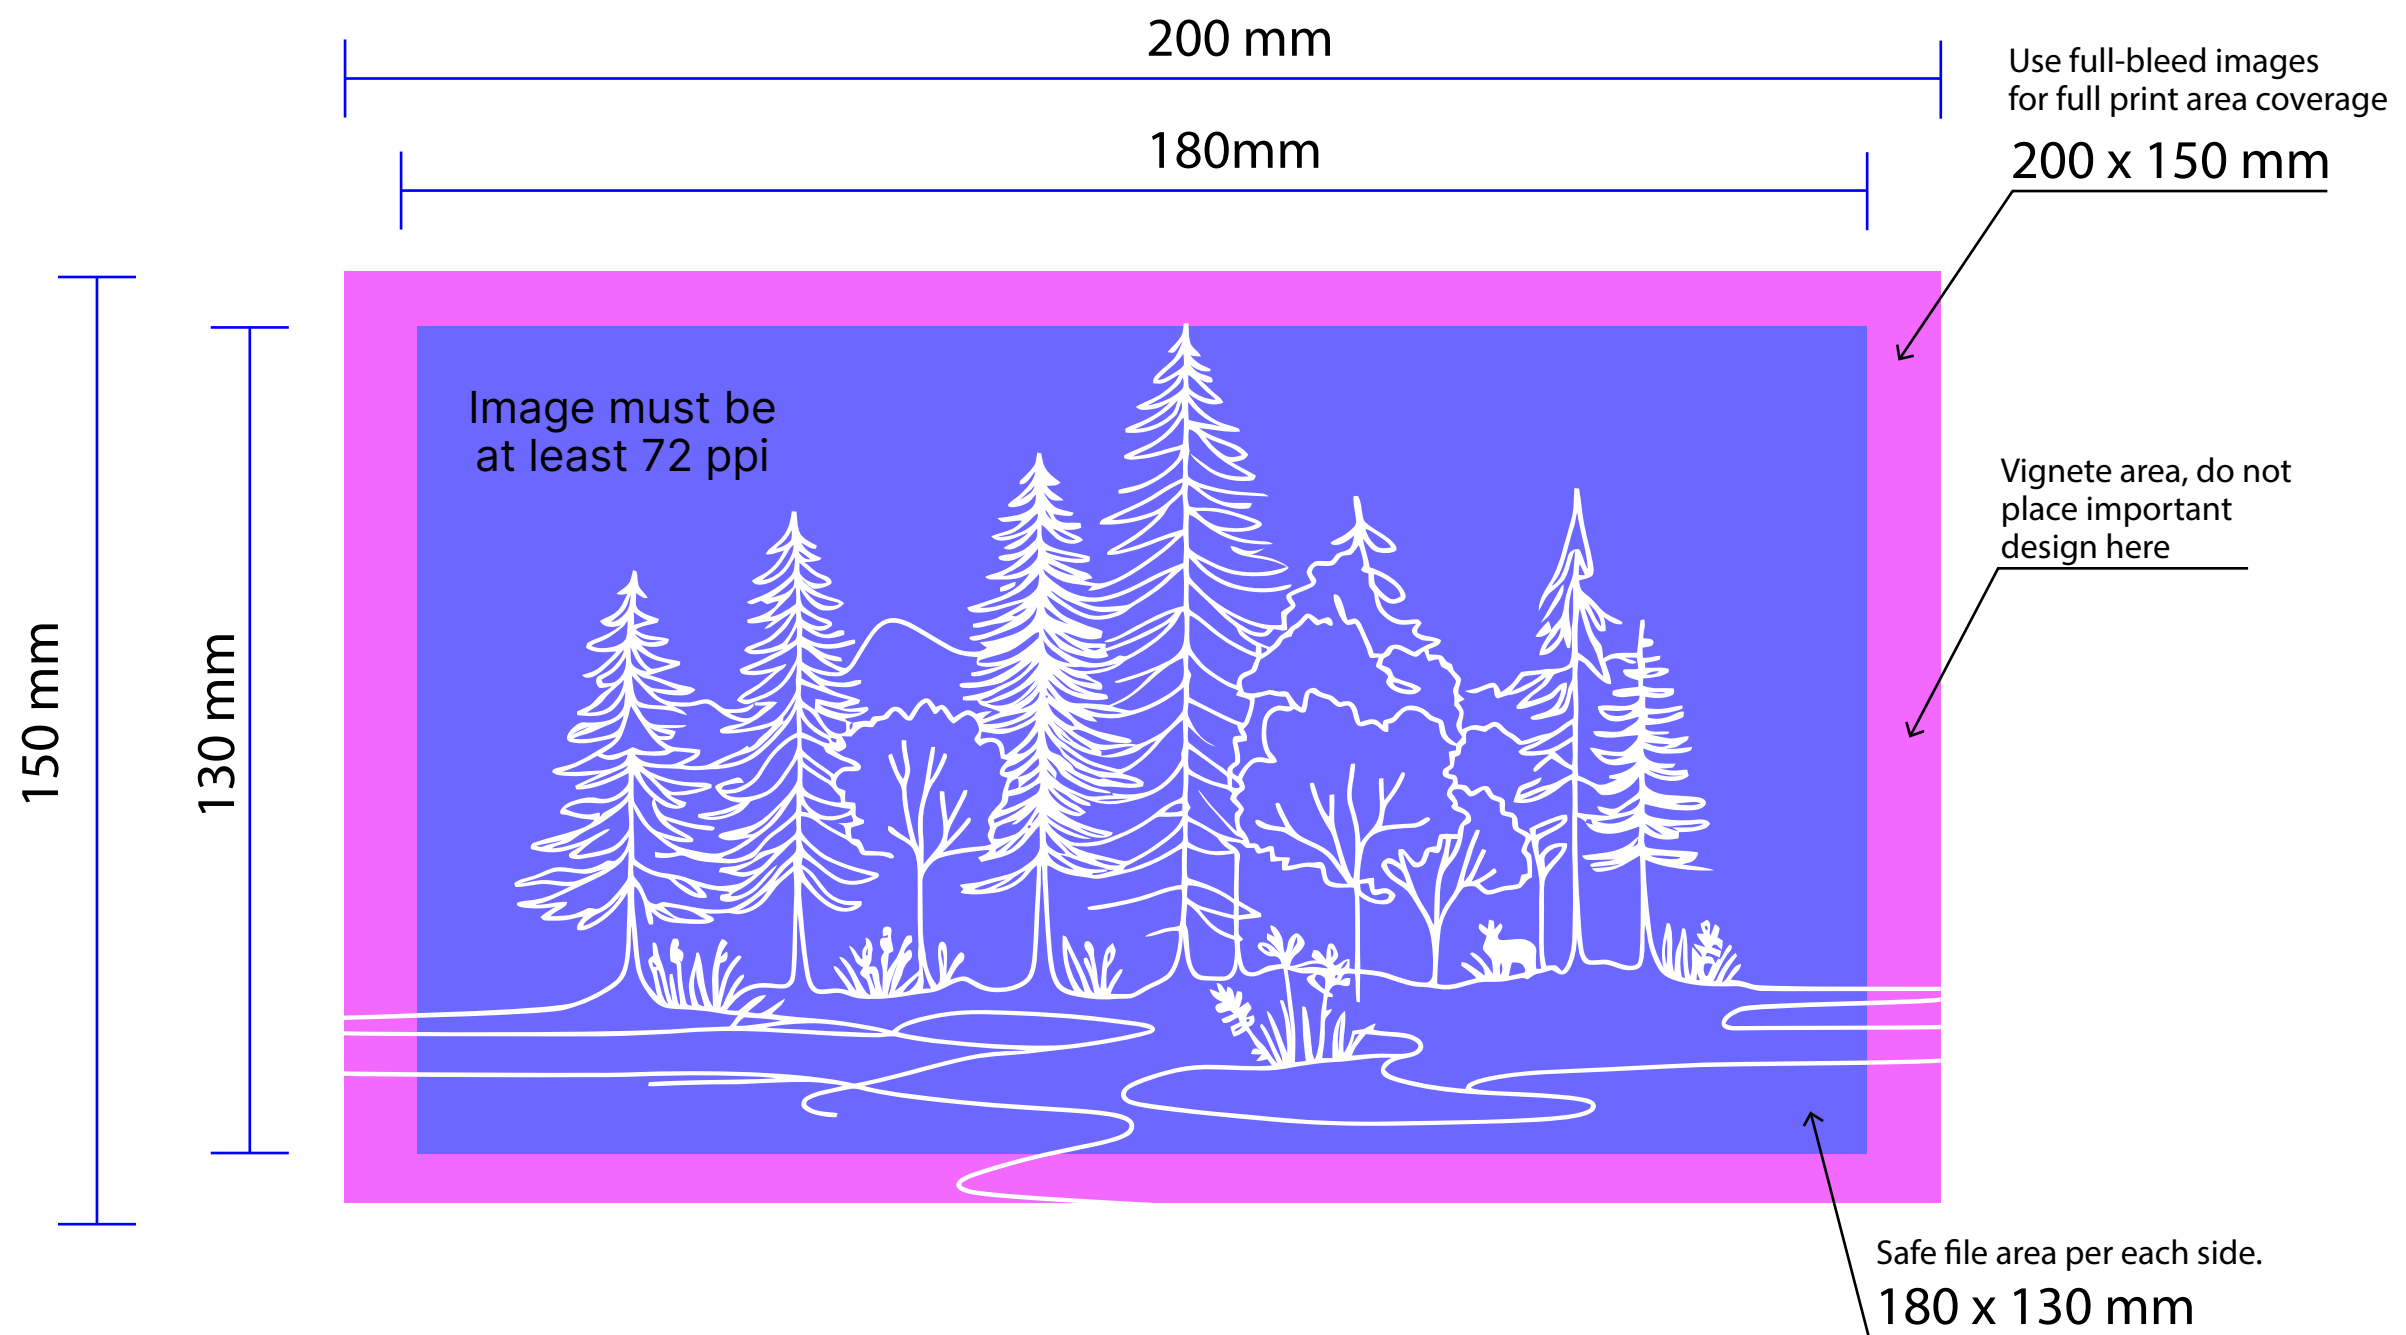 200 mm
180mm
Use full-bleed images
for full print area coverage
200 x 150 mm
150 mm
130 mm
Image must be
at least 72 ppi
Vignete area, do not
place important
design here
Safe file area per each side.
180 x 130 mm